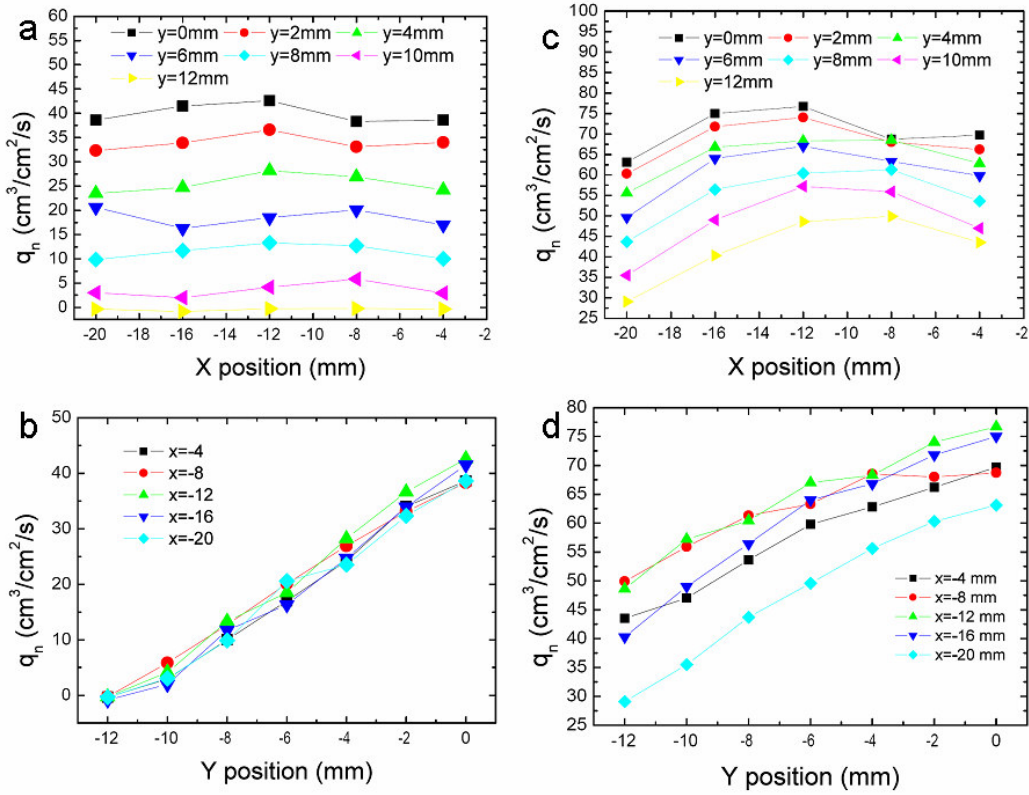 a
y=0mm y=2mm y=4mm
y=6mm y=8mm y=10mm
y=12mm
60
55
50
45
40
35
30
25
20
15
10
5
0
qn (cm³/cm²/s)
-20 -18 -16 -14 -12 -10 -8 -6 -4 -2
X position (mm)
c
y=0mm y=2mm y=4mm
y=6mm y=8mm y=10mm
y=12mm
100
95
90
85
80
75
70
65
60
55
50
45
40
35
30
25
qn (cm³/cm²/s)
-20 -18 -16 -14 -12 -10 -8 -6 -4 -2
X position (mm)
b
x=-4
x=-8
x=-12
x=-16
x=-20
50
40
30
20
10
0
qn (cm³/cm²/s)
-12 -10 -8 -6 -4 -2 0
Y position (mm)
d
x=-4 mm
x=-8 mm
x=-12 mm
x=-16 mm
x=-20 mm
80
75
70
65
60
55
50
45
40
35
30
25
qn (cm³/cm²/s)
-12 -10 -8 -6 -4 -2 0
Y position (mm)